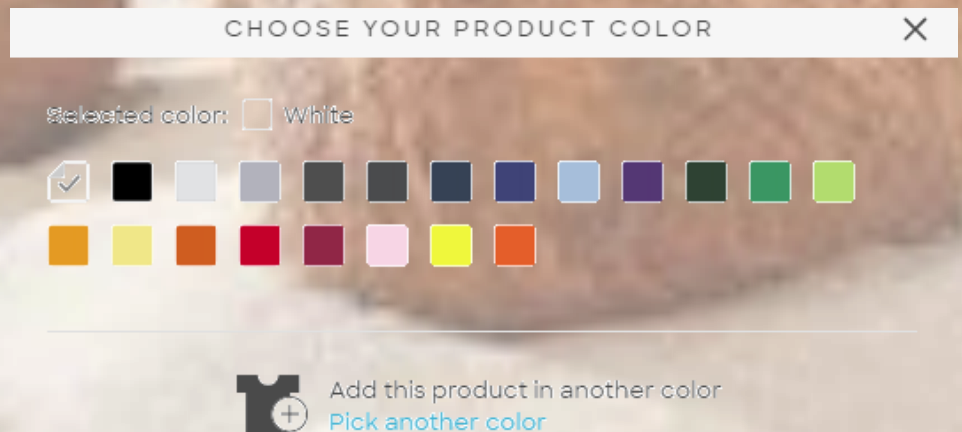 CHOOSE YOUR PRODUCT COLOR
Selected color: White
Add this product in another color
Pick another color